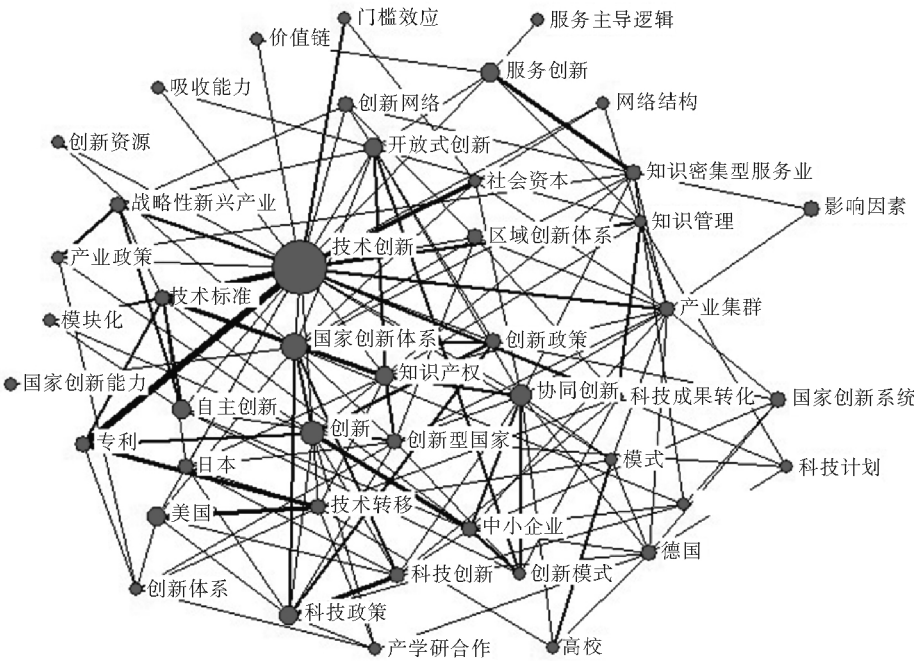 门槛效应
服务主导逻辑
价值链
服务创新
吸收能力
创新网络
网络结构
创新资源
开放式创新
社会资本
知识密集型服务业
战略性新兴产业
影响因素
知识管理
技术创新
区域创新体系
产业政策
技术标准
产业集群
模块化
国家创新体系
创新政策
国家创新能力
知识产权
协同创新
科技成果转化
国家创新系统
自主创新
创新
创新型国家
专利
日本
模式
科技计划
美国
技术转移
中小企业
德国
创新体系
科技创新
创新模式
科技政策
产学研合作
高校